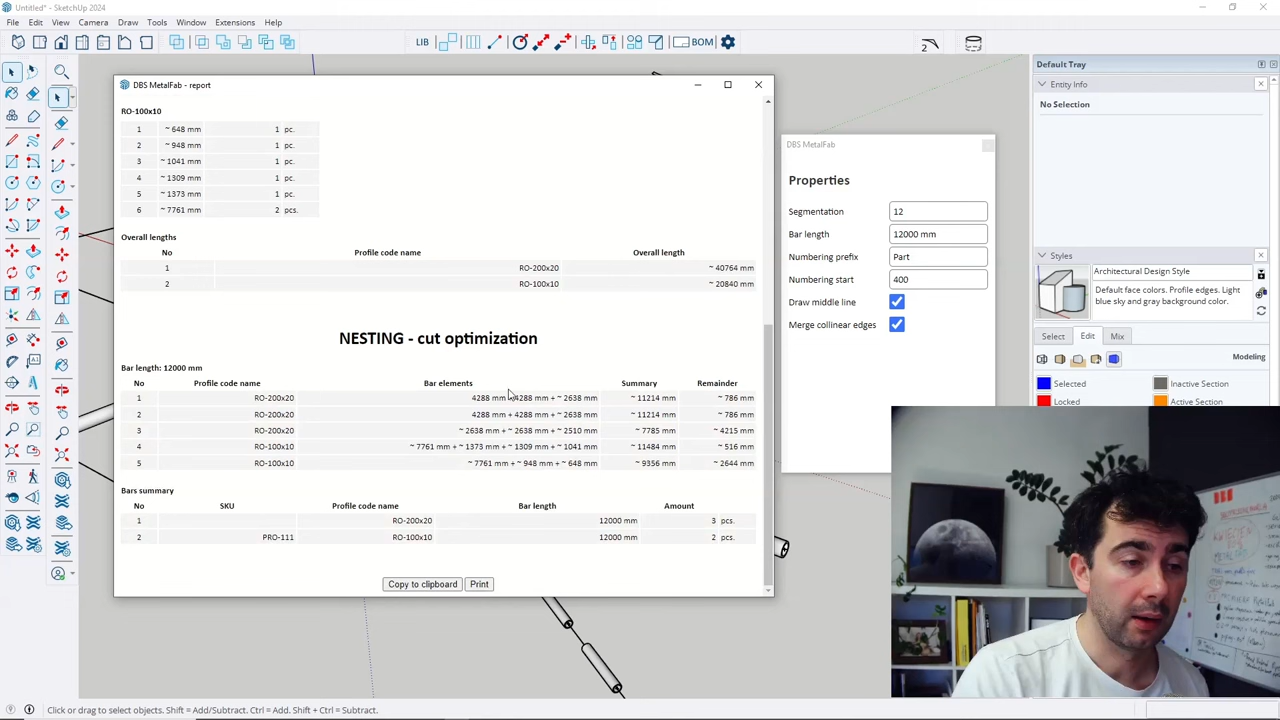 Untitled* - SketchUp 2024
File Edit View Camera Draw Tools Window Extensions Help
LIB BOM
DBS MetalFab - report
RO-100x10
1 ~ 648 mm 1 pc.
2 ~ 948 mm 1 pc.
3 ~ 1041 mm 1 pc.
4 ~ 1309 mm 1 pc.
5 ~ 1373 mm 1 pc.
6 ~ 7761 mm 2 pcs.
Overall lengths
No Profile code name Overall length
1 RO-200x20 ~ 40764 mm
2 RO-100x10 ~ 20840 mm
NESTING - cut optimization
Bar length: 12000 mm
No Profile code name Bar elements Summary Remainder
1 RO-200x20 4288 mm + 4288 mm + ~ 2638 mm ~ 11214 mm ~ 786 mm
2 RO-200x20 4288 mm + 4288 mm + ~ 2638 mm ~ 11214 mm ~ 786 mm
3 RO-200x20 ~ 2638 mm + ~ 2638 mm + ~ 2510 mm ~ 7785 mm ~ 4215 mm
4 RO-100x10 ~ 7761 mm + ~ 1373 mm + ~ 1309 mm + ~ 1041 mm ~ 11484 mm ~ 516 mm
5 RO-100x10 ~ 7761 mm + ~ 948 mm + ~ 648 mm ~ 9356 mm ~ 2644 mm
Bars summary
No SKU Profile code name Bar length Amount
1 RO-200x20 12000 mm 3 pcs.
2 PRO-111 RO-100x10 12000 mm 2 pcs.
Copy to clipboard Print
DBS MetalFab
Properties
Segmentation 12
Bar length 12000 mm
Numbering prefix Part
Numbering start 400
Draw middle line
Merge collinear edges
Default Tray
Entity Info
No Selection
Styles
Architectural Design Style
Default face colors. Profile edges. Light
blue sky and gray background color.
Select Edit Mix
Modeling
Selected Inactive Section
Locked Active Section
Click or drag to select objects. Shift = Add/Subtract. Ctrl = Add. Shift + Ctrl = Subtract.